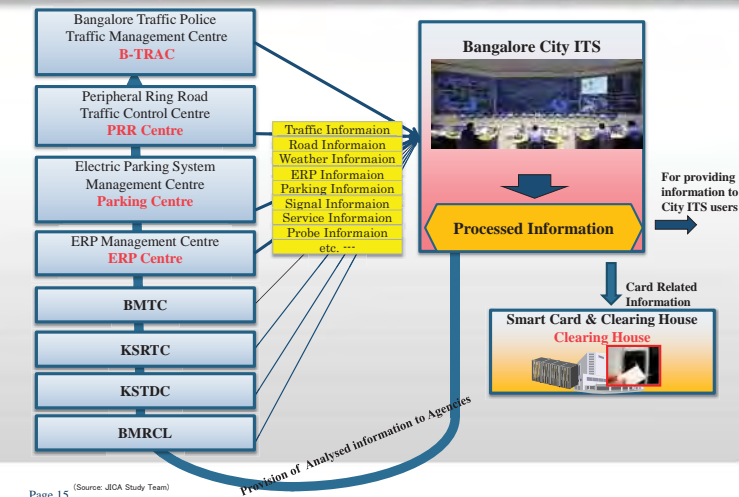 Bangalore Traffic Police
Traffic Management Centre
B-TRAC
Peripheral Ring Road
Traffic Control Centre
PRR Centre
Electric Parking System
Management Centre
Parking Centre
ERP Management Centre
ERP Centre
BMTC
KSRTC
KSTDC
BMRCL
Traffic Informaion
Road Informaion
Weather Informaion
ERP Informaion
Parking Informaion
Signal Informaion
Service Informaion
Probe Informaion
etc. ---
Bangalore City ITS
Processed Information
For providing
information to
City ITS users
Card Related
Information
Smart Card & Clearing House
Clearing House
Provision of Analysed information to Agencies
Page 15
(Source: JICA Study Team)